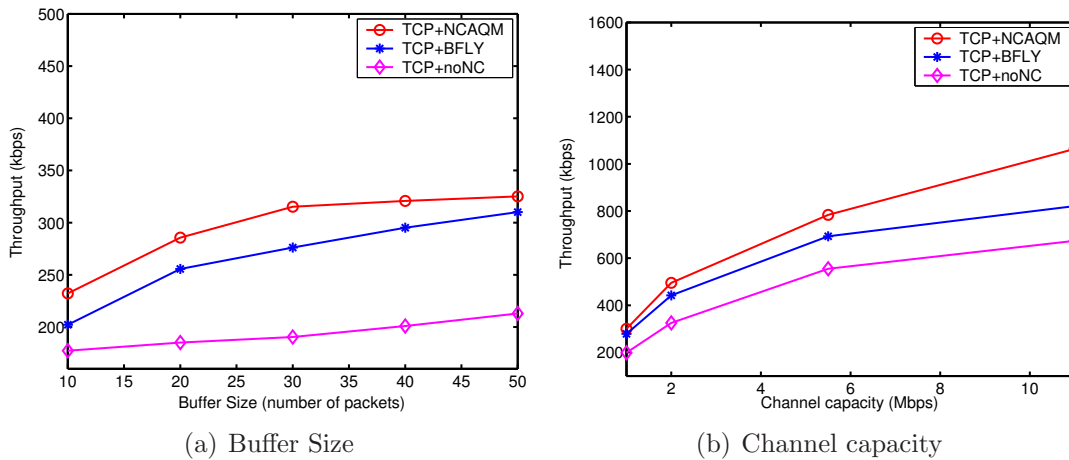 500
450
400
350
300
250
200
Throughput (kbps)
10 15 20 25 30 35 40 45 50
Buffer Size (number of packets)
TCP+NCAQM
TCP+BFLY
TCP+noNC
(a) Buffer Size
1600
1400
1200
1000
800
600
400
200
Throughput (kbps)
2 4 6 8 10
Channel capacity (Mbps)
TCP+NCAQM
TCP+BFLY
TCP+noNC
(b) Channel capacity